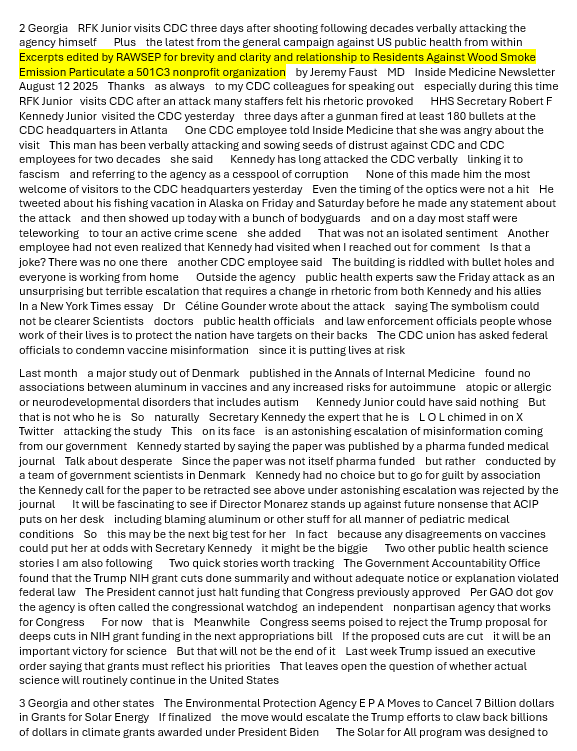 2 Georgia RFK Junior visits CDC three days after shooting following decades verbally attacking the
agency himself Plus the latest from the general campaign against US public health from within
Excerpts edited by RAWSEP for brevity and clarity and relationship to Residents Against Wood Smoke
Emission Particulate a 501C3 nonprofit organization by Jeremy Faust MD Inside Medicine Newsletter
August 12 2025 Thanks as always to my CDC colleagues for speaking out especially during this time
RFK Junior visits CDC after an attack many staffers felt his rhetoric provoked HHS Secretary Robert F
Kennedy Junior visited the CDC yesterday three days after a gunman fired at least 180 bullets at the
CDC headquarters in Atlanta One CDC employee told Inside Medicine that she was angry about the
visit This man has been verbally attacking and sowing seeds of distrust against CDC and CDC
employees for two decades she said Kennedy has long attacked the CDC verbally linking it to
fascism and referring to the agency as a cesspool of corruption None of this made him the most
welcome of visitors to the CDC headquarters yesterday Even the timing of the optics were not a hit He
tweeted about his fishing vacation in Alaska on Friday and Saturday before he made any statement about
the attack and then showed up today with a bunch of bodyguards and on a day most staff were
teleworking to tour an active crime scene she added That was not an isolated sentiment Another
employee had not even realized that Kennedy had visited when I reached out for comment Is that a
joke? There was no one there another CDC employee said The building is riddled with bullet holes and
everyone is working from home Outside the agency public health experts saw the Friday attack as an
unsurprising but terrible escalation that requires a change in rhetoric from both Kennedy and his allies
In a New York Times essay Dr Céline Gounder wrote about the attack saying The symbolism could
not be clearer Scientists doctors public health officials and law enforcement officials people whose
work of their lives is to protect the nation have targets on their backs The CDC union has asked federal
officials to condemn vaccine misinformation since it is putting lives at risk
Last month a major study out of Denmark published in the Annals of Internal Medicine found no
associations between aluminum in vaccines and any increased risks for autoimmune atopic or allergic
or neurodevelopmental disorders that includes autism Kennedy Junior could have said nothing But
that is not who he is So naturally Secretary Kennedy the expert that he is L O L chimed in on X
Twitter attacking the study This on its face is an astonishing escalation of misinformation coming
from our government Kennedy started by saying the paper was published by a pharma funded medical
journal Talk about desperate Since the paper was not itself pharma funded but rather conducted by
a team of government scientists in Denmark Kennedy had no choice but to go for guilt by association
the Kennedy call for the paper to be retracted see above under astonishing escalation was rejected by the
journal It will be fascinating to see if Director Monarez stands up against future nonsense that ACIP
puts on her desk including blaming aluminum or other stuff for all manner of pediatric medical
conditions So this may be the next big test for her In fact because any disagreements on vaccines
could put her at odds with Secretary Kennedy it might be the biggie Two other public health science
stories I am also following Two quick stories worth tracking The Government Accountability Office
found that the Trump NIH grant cuts done summarily and without adequate notice or explanation violated
federal law The President cannot just halt funding that Congress previously approved Per GAO dot gov
the agency is often called the congressional watchdog an independent nonpartisan agency that works
for Congress For now that is Meanwhile Congress seems poised to reject the Trump proposal for
deeps cuts in NIH grant funding in the next appropriations bill If the proposed cuts are cut it will be an
important victory for science But that will not be the end of it Last week Trump issued an executive
order saying that grants must reflect his priorities That leaves open the question of whether actual
science will routinely continue in the United States
3 Georgia and other states The Environmental Protection Agency E P A Moves to Cancel 7 Billion dollars
in Grants for Solar Energy If finalized the move would escalate the Trump efforts to claw back billions
of dollars in climate grants awarded under President Biden The Solar for All program was designed to